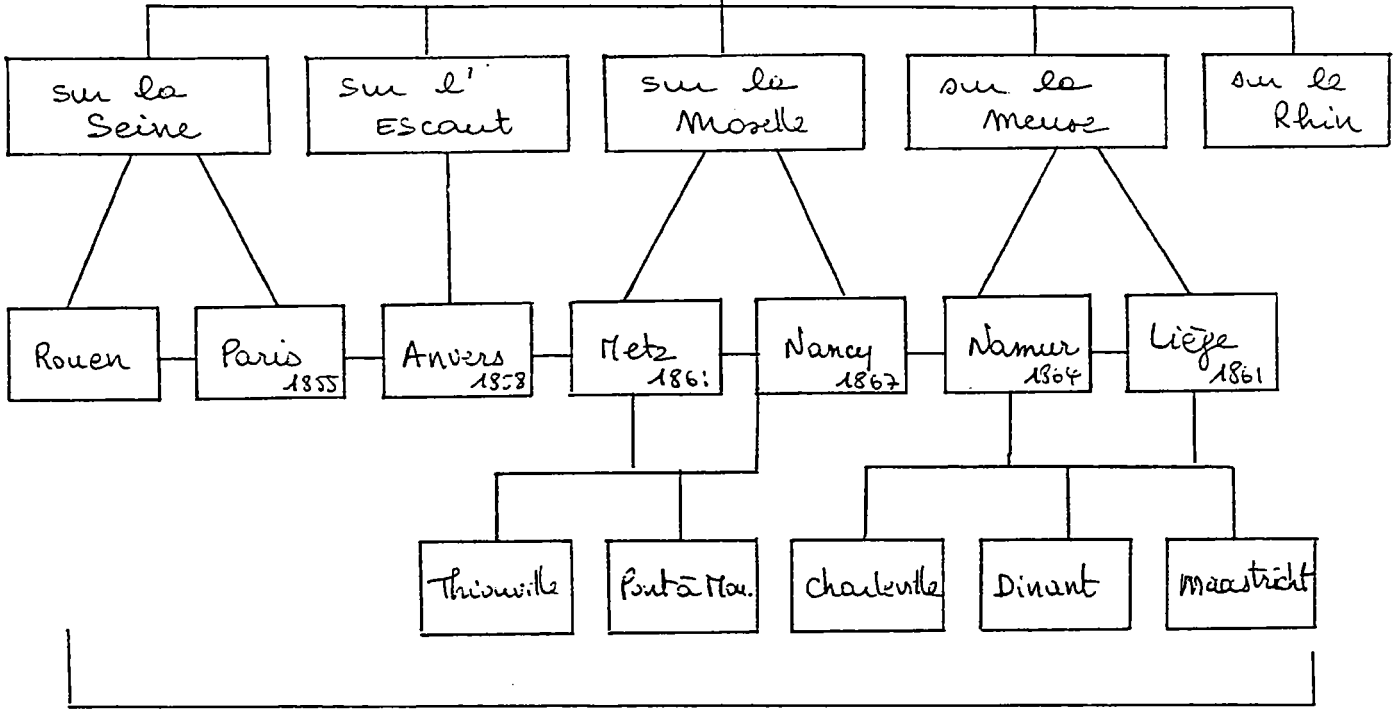 sur la
Seine
sur l'
Escaut
sur la
Moselle
sur la
Meuse
sur le
Rhin
Rouen
Paris
1855
Anvers
1858
Metz
1861
Nancy
1867
Namur
1864
Liège
1861
Thionville
Pont à Mou.
Charleville
Dinant
Maastricht